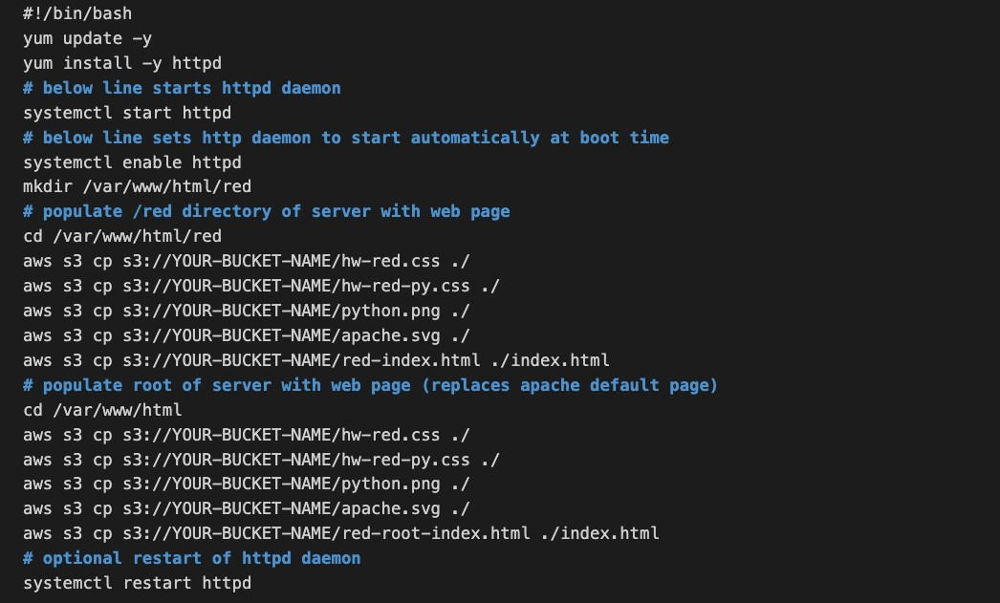 #!/bin/bash
yum update -y
yum install -y httpd
# below line starts httpd daemon
systemctl start httpd
# below line sets http daemon to start automatically at boot time
systemctl enable httpd
mkdir /var/www/html/red
# populate /red directory of server with web page
cd /var/www/html/red
aws s3 cp s3://YOUR-BUCKET-NAME/hw-red.css ./
aws s3 cp s3://YOUR-BUCKET-NAME/hw-red-py.css ./
aws s3 cp s3://YOUR-BUCKET-NAME/python.png ./
aws s3 cp s3://YOUR-BUCKET-NAME/apache.svg ./
aws s3 cp s3://YOUR-BUCKET-NAME/red-index.html ./index.html
# populate root of server with web page (replaces apache default page)
cd /var/www/html
aws s3 cp s3://YOUR-BUCKET-NAME/hw-red.css ./
aws s3 cp s3://YOUR-BUCKET-NAME/hw-red-py.css ./
aws s3 cp s3://YOUR-BUCKET-NAME/python.png ./
aws s3 cp s3://YOUR-BUCKET-NAME/apache.svg ./
aws s3 cp s3://YOUR-BUCKET-NAME/red-root-index.html ./index.html
# optional restart of httpd daemon
systemctl restart httpd